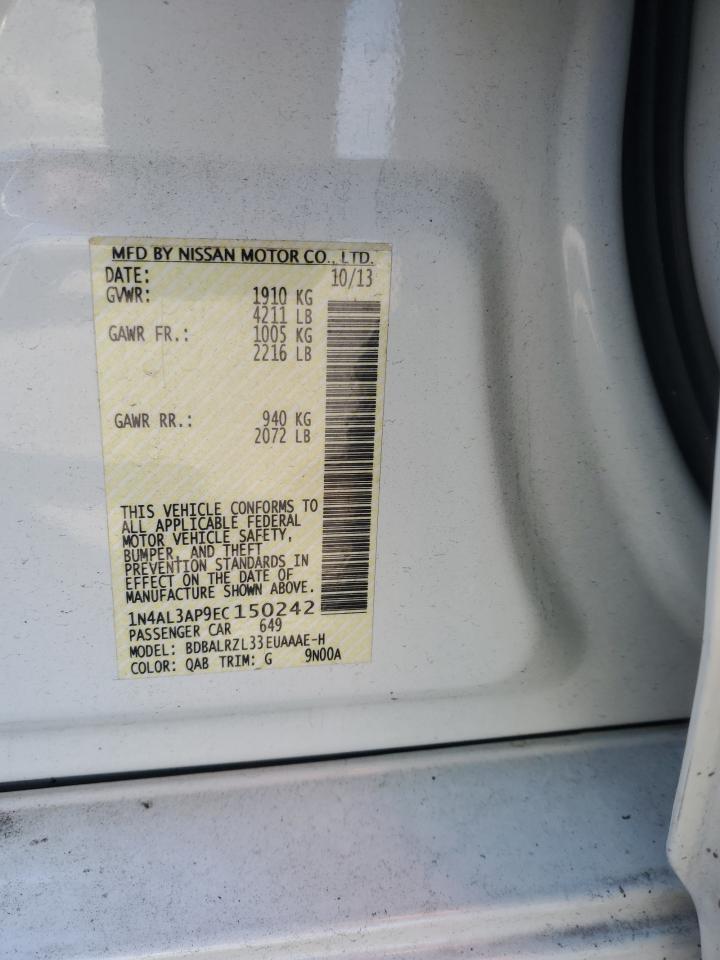 MFD BY NISSAN MOTOR CO., LTD.
DATE: 10/13
GVWR: 1910 KG
4211 LB
GAWR FR.: 1005 KG
2216 LB
GAWR RR.: 940 KG
2072 LB
THIS VEHICLE CONFORMS TO
ALL APPLICABLE FEDERAL
MOTOR VEHICLE SAFETY,
BUMPER, AND THEFT
PREVENTION STANDARDS IN
EFFECT ON THE DATE OF
MANUFACTURE SHOWN ABOVE.
1N4AL3AP9EC150242
PASSENGER CAR 649
MODEL: BDBALRZL33EUAAAE-H
COLOR: QAB TRIM: G 9N00A